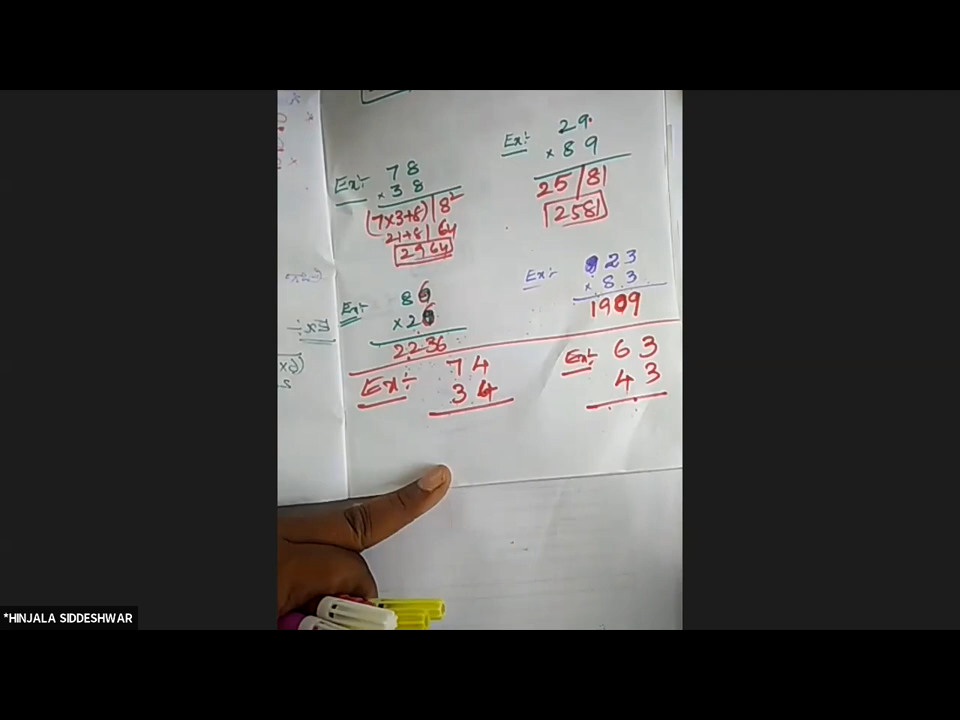 Ex:- 78
× 38
(7×3+8) | 8²
21+8 | 64
2964
Ex:- 29
× 89
25 | 81
2581
Ex:- 86
×26
2236
Ex:- 23
× 83
1909
Ex:- 74
34
Ex:- 63
43
*HINJALA SIDDESHWAR